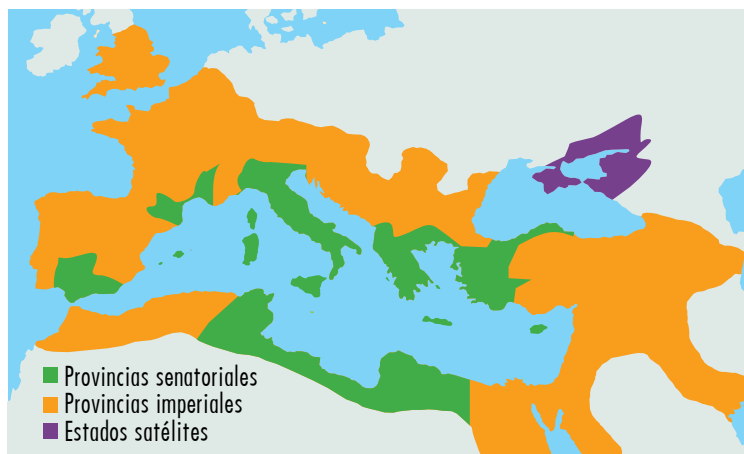 Provincias senatoriales
Provincias imperiales
Estados satélites